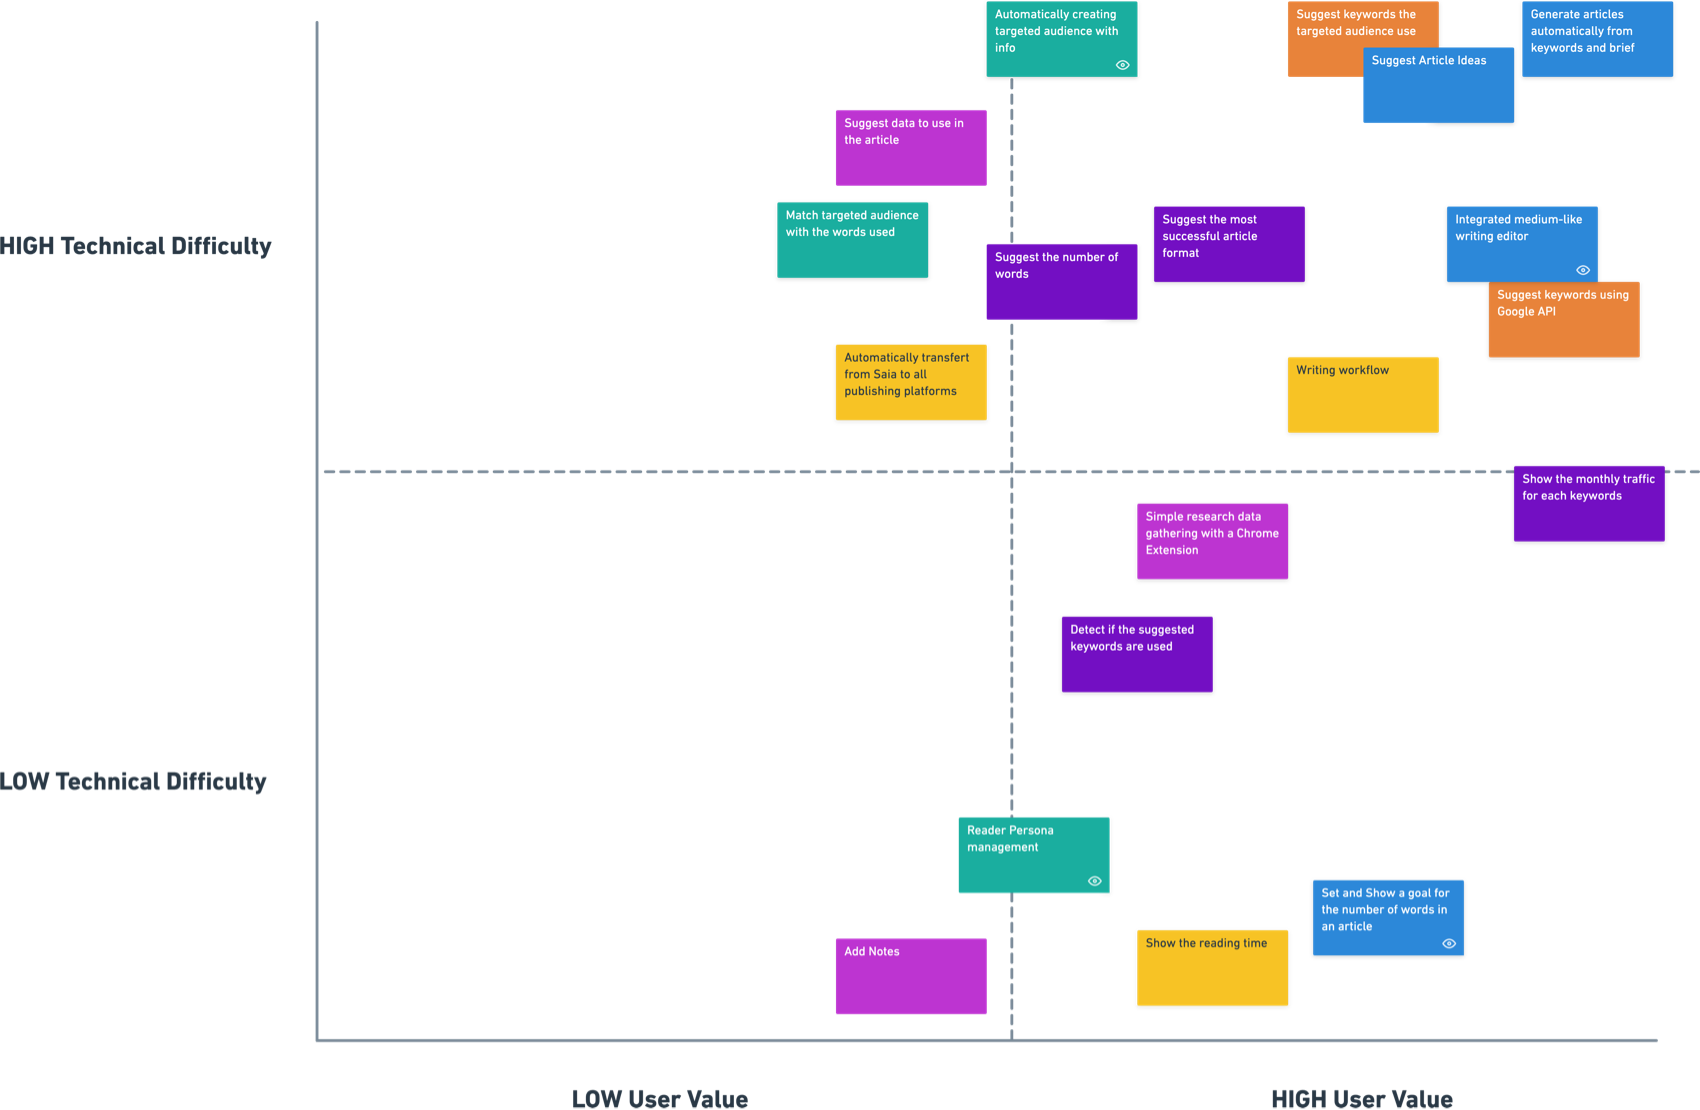 Automatically creating
targeted audience with
info
Suggest keywords the
targeted audience use
Suggest Article Ideas
Generate articles
automatically from
keywords and brief
Suggest data to use in
the article
Match targeted audience
with the words used
Suggest the number of
words
Suggest the most
successful article
format
Integrated medium-like
writing editor
Suggest keywords using
Google API
HIGH Technical Difficulty
Automatically transfert
from Saia to all
publishing platforms
Writing workflow
Show the monthly traffic
for each keywords
Simple research data
gathering with a Chrome
Extension
Detect if the suggested
keywords are used
LOW Technical Difficulty
Reader Persona
management
Set and Show a goal for
the number of words in
an article
Add Notes
Show the reading time
LOW User Value
HIGH User Value